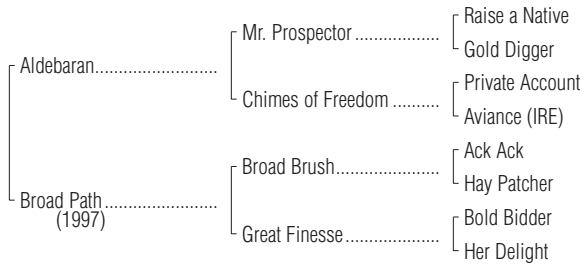 Raise a Native
Mr. Prospector ..................
Gold Digger
Aldebaran..........................
Private Account
Chimes of Freedom ..........
Aviance (IRE)
Ack Ack
Broad Brush......................
Hay Patcher
Broad Path ........................
(1997)
Bold Bidder
Great Finesse....................
Her Delight